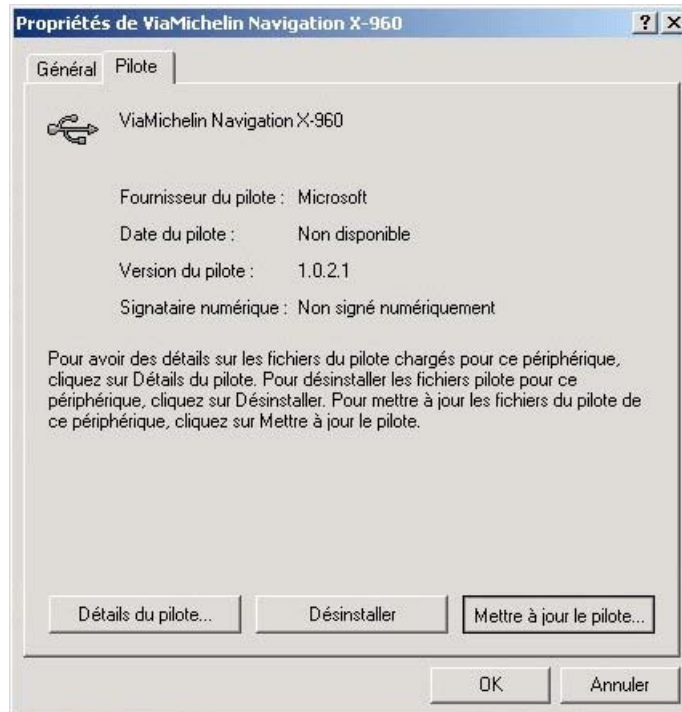 Propriétés de ViaMichelin Navigation X-960
Général
Pilote
ViaMichelin Navigation X-960
Fournisseur du pilote : Microsoft
Date du pilote : Non disponible
Version du pilote : 1.0.2.1
Signataire numérique : Non signé numériquement
Pour avoir des détails sur les fichiers du pilote chargés pour ce périphérique,
cliquez sur Détails du pilote. Pour désinstaller les fichiers pilote pour ce
périphérique, cliquez sur Désinstaller. Pour mettre à jour les fichiers du pilote de
ce périphérique, cliquez sur Mettre à jour le pilote.
Détails du pilote... Désinstaller Mettre à jour le pilote...
OK Annuler